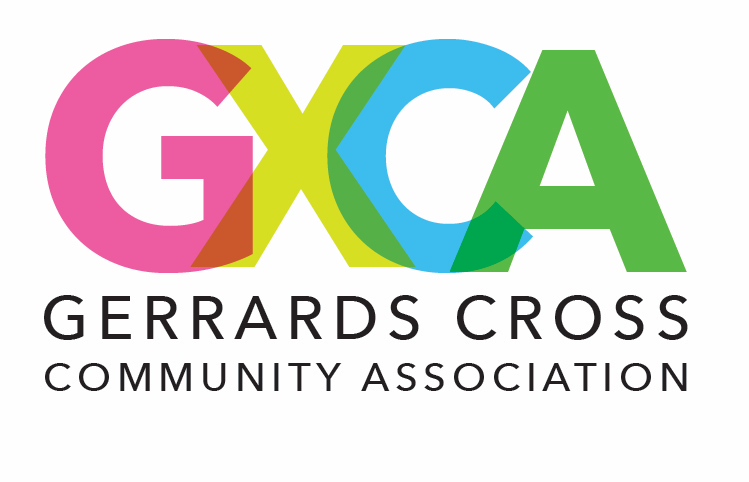 GXCA
GERRARDS CROSS
COMMUNITY ASSOCIATION